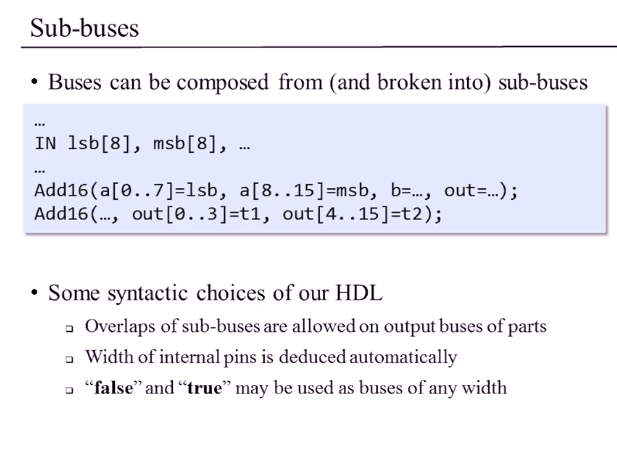 Sub-buses
• Buses can be composed from (and broken into) sub-buses
…
IN lsb[8], msb[8], …
…
Add16(a[0..7]=lsb, a[8..15]=msb, b=…, out=…);
Add16(…, out[0..3]=t1, out[4..15]=t2);
• Some syntactic choices of our HDL
❑ Overlaps of sub-buses are allowed on output buses of parts
❑ Width of internal pins is deduced automatically
❑ “false” and “true” may be used as buses of any width